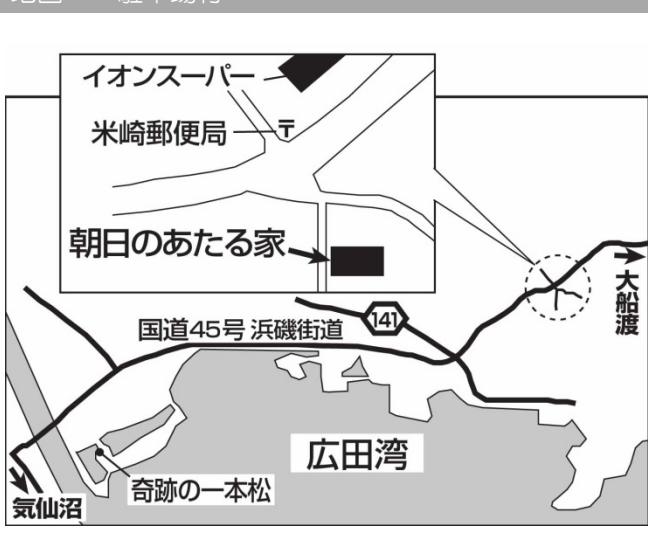 イオンスーパー
米崎郵便局
〒
朝日のあたる家
大船渡
141
国道45号 浜磯街道
広田湾
奇跡の一本松
気仙沼